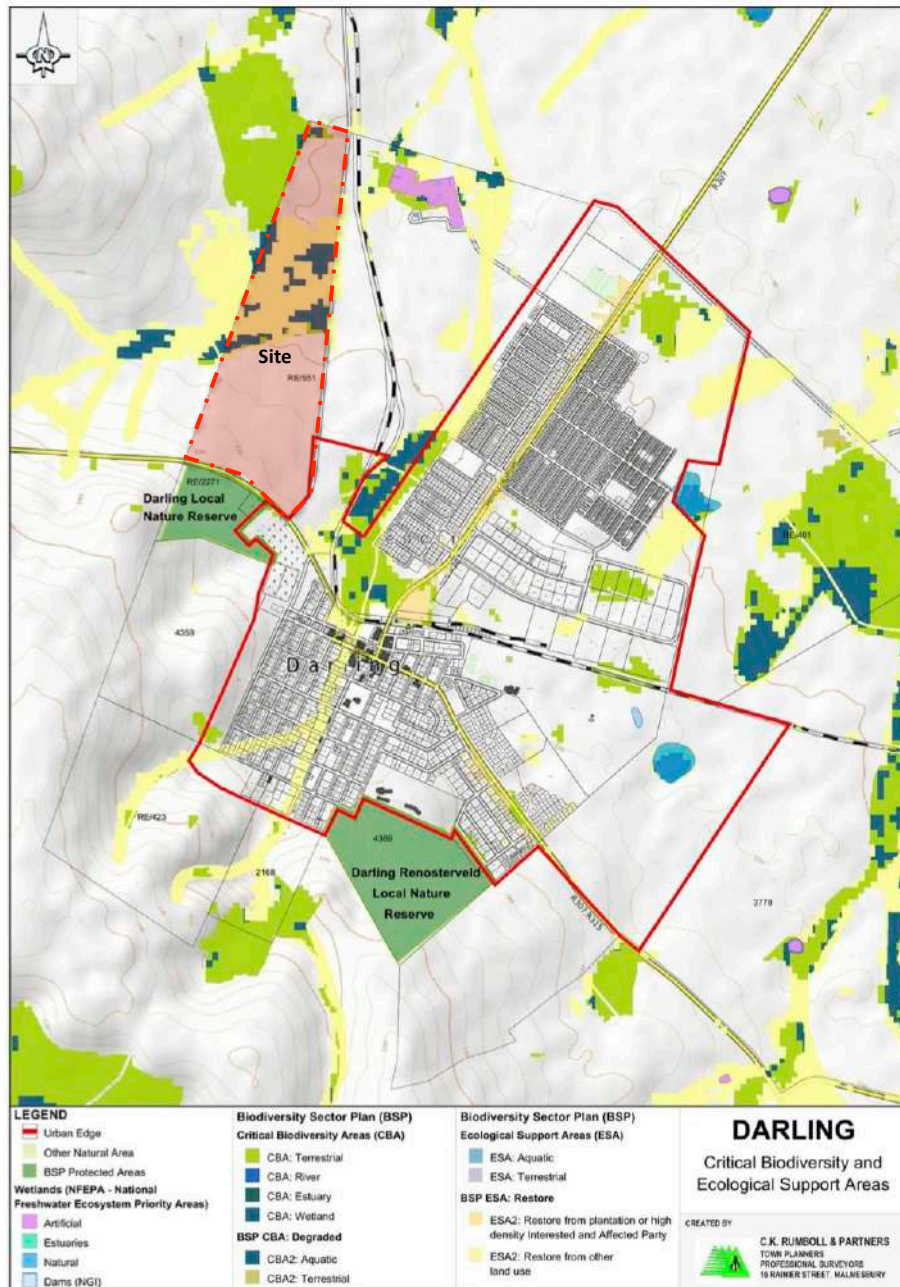 N
R307
Site
RE/551
RE/2271
Darling Local
Nature Reserve
RE/401
4359
Darling
RE/423
4369
2168
Darling Renosterveld
Local Nature
Reserve
3778
R307/R315
LEGEND
Urban Edge
Other Natural Area
BSP Protected Areas
Wetlands (NFEPA - National
Freshwater Ecosystem Priority Areas)
Artificial
Estuaries
Natural
Dams (NGI)
Biodiversity Sector Plan (BSP)
Critical Biodiversity Areas (CBA)
CBA: Terrestrial
CBA: River
CBA: Estuary
CBA: Wetland
BSP CBA: Degraded
CBA2: Aquatic
CBA2: Terrestrial
Biodiversity Sector Plan (BSP)
Ecological Support Areas (ESA)
ESA: Aquatic
ESA: Terrestrial
BSP ESA: Restore
ESA2: Restore from plantation or high
density Interested and Affected Party
ESA2: Restore from other
land use
DARLING
Critical Biodiversity and
Ecological Support Areas
CREATED BY
C.K. RUMBOLL & PARTNERS
TOWN PLANNERS
PROFESSIONAL SURVEYORS
16 RAINIER STREET, MALMESBURY